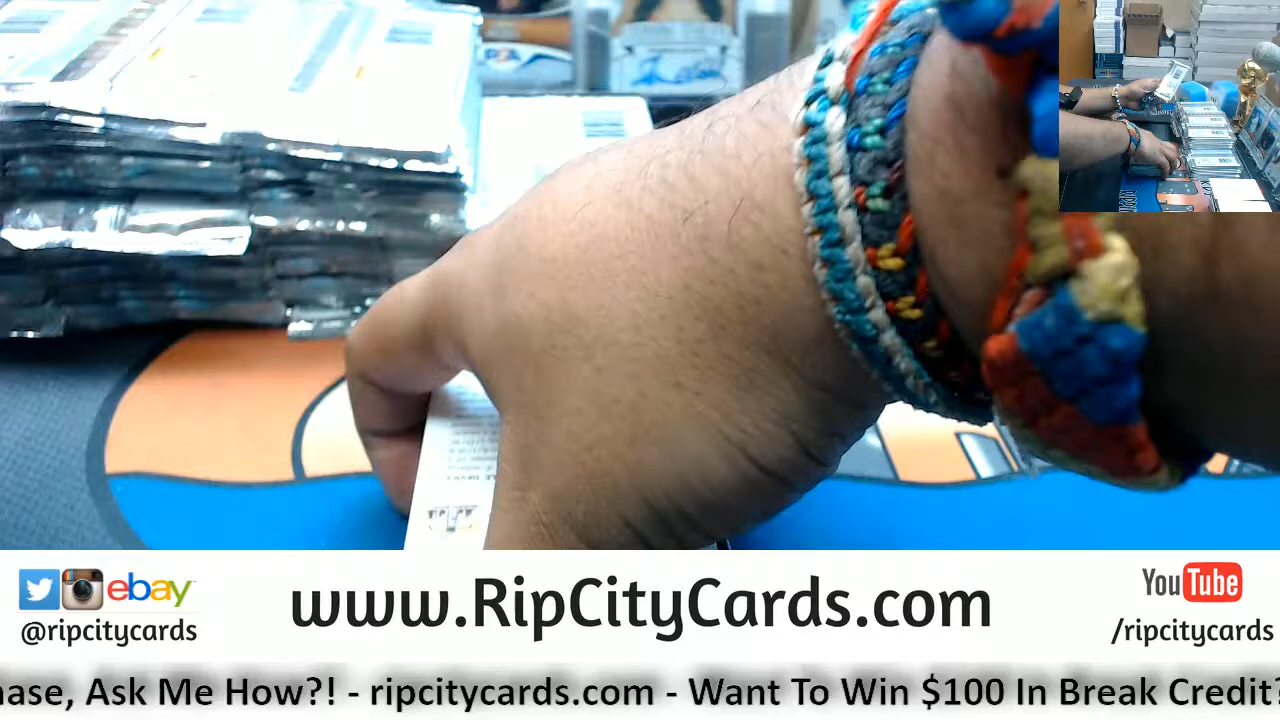 ebay
@ripcitycards
www.RipCityCards.com
YouTube
/ripcitycards
ase, Ask Me How?! - ripcitycards.com - Want To Win $100 In Break Credit?